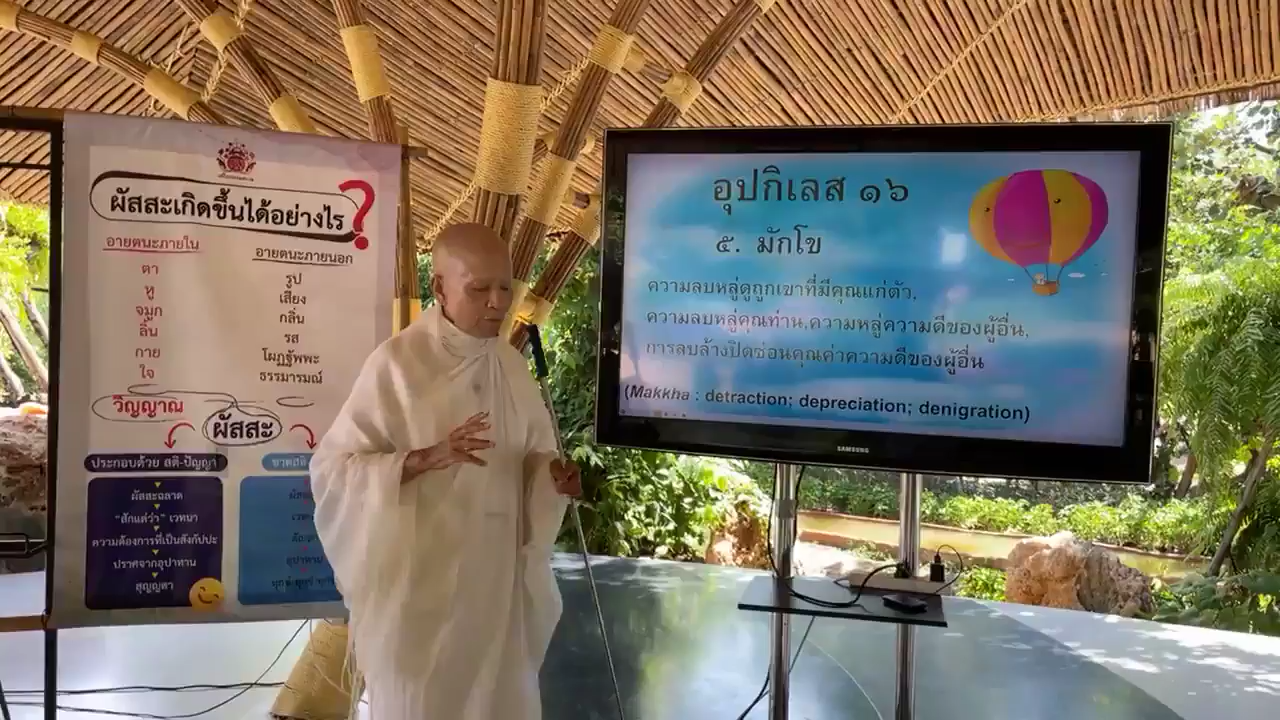 ผัสสะเกิดขึ้นได้อย่างไร?
อายตนะภายใน
อายตนะภายนอก
ตา
รูป
หู
เสียง
จมูก
กลิ่น
ลิ้น
รส
กาย
โผฏฐัพพะ
ใจ
ธรรมารมณ์
วิญญาณ
ผัสสะ
ประกอบด้วย สติ-ปัญญา
ขาดสติ
ผัสสะฉลาด
"สักแต่ว่า" เวทนา
ความต้องการที่เป็นสังกัปปะ
ปราศจากอุปาทาน
สุญญตา
อุปาทาน
อุปกิเลส ๑๖
๕. มักโข
ความลบหลู่ดูถูกเขาที่มีคุณแก่ตัว,
ความลบหลู่คุณท่าน,ความหลู่ความดีของผู้อื่น,
การลบล้างปิดซ่อนคุณค่าความดีของผู้อื่น
(Makkha : detraction; depreciation; denigration)
SAMSUNG